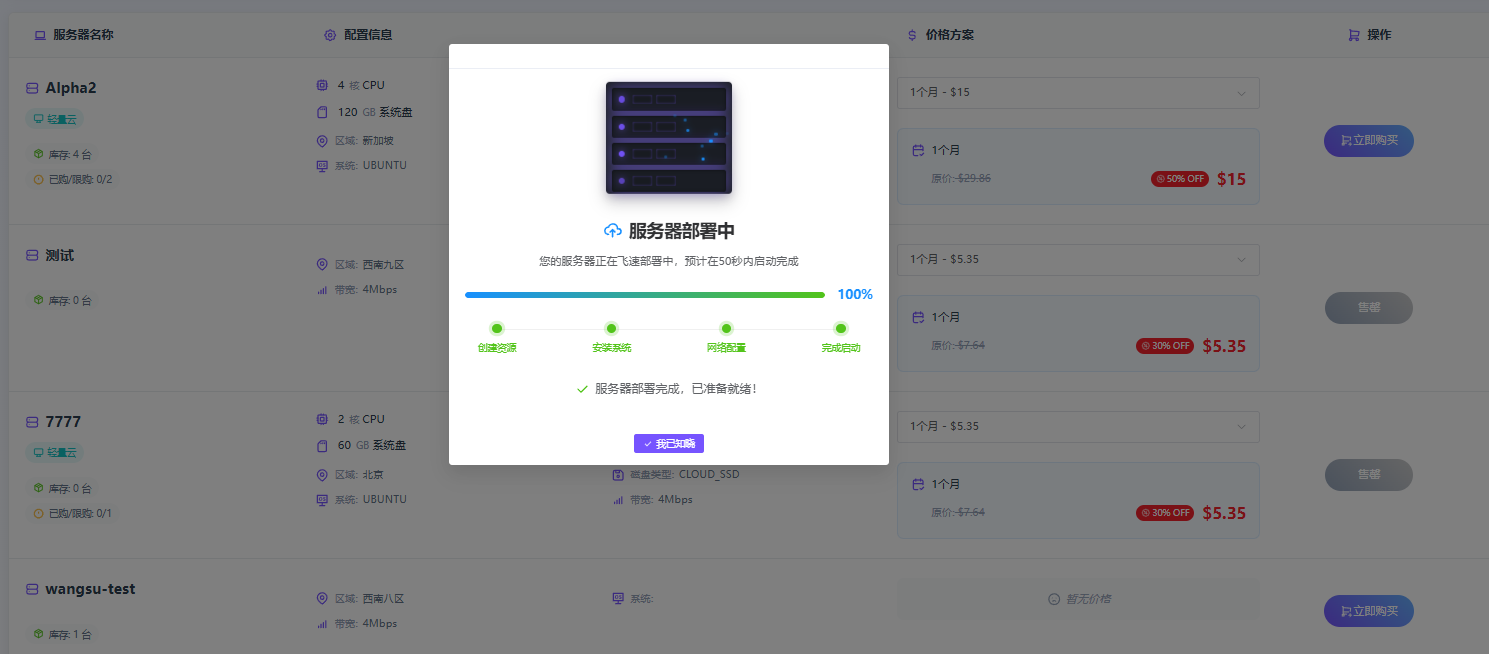 服务器名称
配置信息
价格方案
操作
Alpha2
轻量云
库存: 4 台
已购/限购: 0/2
4 核 CPU
120 GB 系统盘
区域: 新加坡
系统: UBUNTU
1个月 - $15
1个月
原价: $29.86
50% OFF $15
立即购买
测试
库存: 0 台
区域: 西南九区
带宽: 4Mbps
1个月 - $5.35
1个月
原价: $7.64
30% OFF $5.35
售罄
7777
轻量云
库存: 0 台
已购/限购: 0/1
2 核 CPU
60 GB 系统盘
区域: 北京
系统: UBUNTU
磁盘类型: CLOUD_SSD
带宽: 4Mbps
1个月 - $5.35
1个月
原价: $7.64
30% OFF $5.35
售罄
wangsu-test
库存: 1 台
区域: 西南八区
带宽: 4Mbps
系统:
暂无价格
立即购买
服务器部署中
您的服务器正在飞速部署中，预计在50秒内启动完成
100%
创建资源
安装系统
网络配置
完成启动
服务器部署完成，已准备就绪！
我已知晓